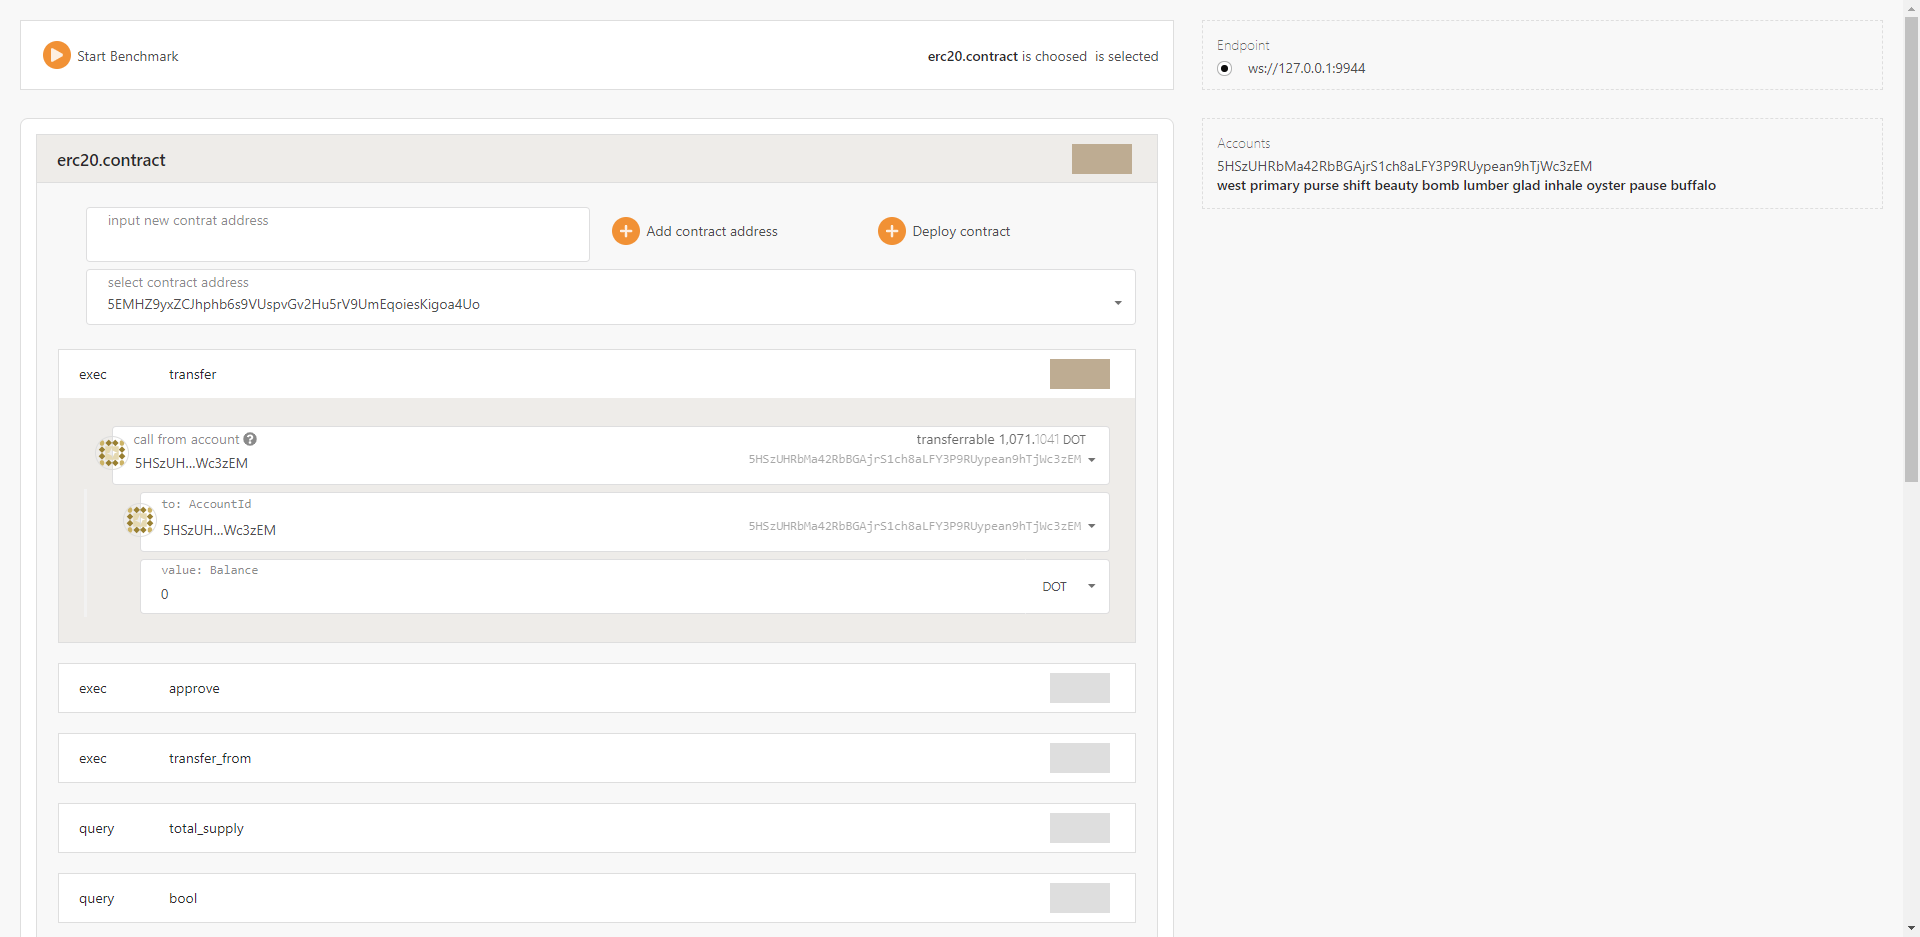 Start Benchmark
erc20.contract is choosed  is selected
Endpoint
ws://127.0.0.1:9944
Accounts
5HSzUHRbMa42RbBGAjrS1ch8aLFY3P9RUypean9hTjWc3zEM
west primary purse shift beauty bomb lumber glad inhale oyster pause buffalo
erc20.contract
input new contrat address
Add contract address
Deploy contract
select contract address
5EMHZ9yxZCJhphb6s9VUspvGv2Hu5rV9UmEqoiesKigoa4Uo
exec transfer
call from account ?
transferrable 1,071.1041 DOT
5HSzUH...Wc3zEM
5HSzUHRbMa42RbBGAjrS1ch8aLFY3P9RUypean9hTjWc3zEM
to: AccountId
5HSzUH...Wc3zEM
5HSzUHRbMa42RbBGAjrS1ch8aLFY3P9RUypean9hTjWc3zEM
value: Balance
0
DOT
exec approve
exec transfer_from
query total_supply
query bool